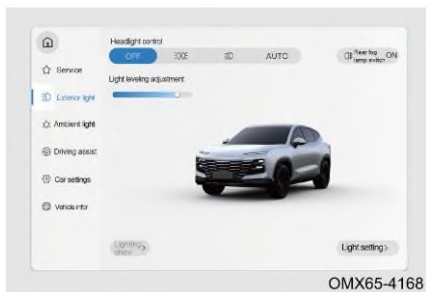 Headlight control
OFF
AUTO
Rear fog
lamp switch
ON
Service
Light leveling adjustment
Exterior light
Ambient light
Driving assist
Car settings
Vehicle infor
Lighting
show
Light setting
OMX65-4168